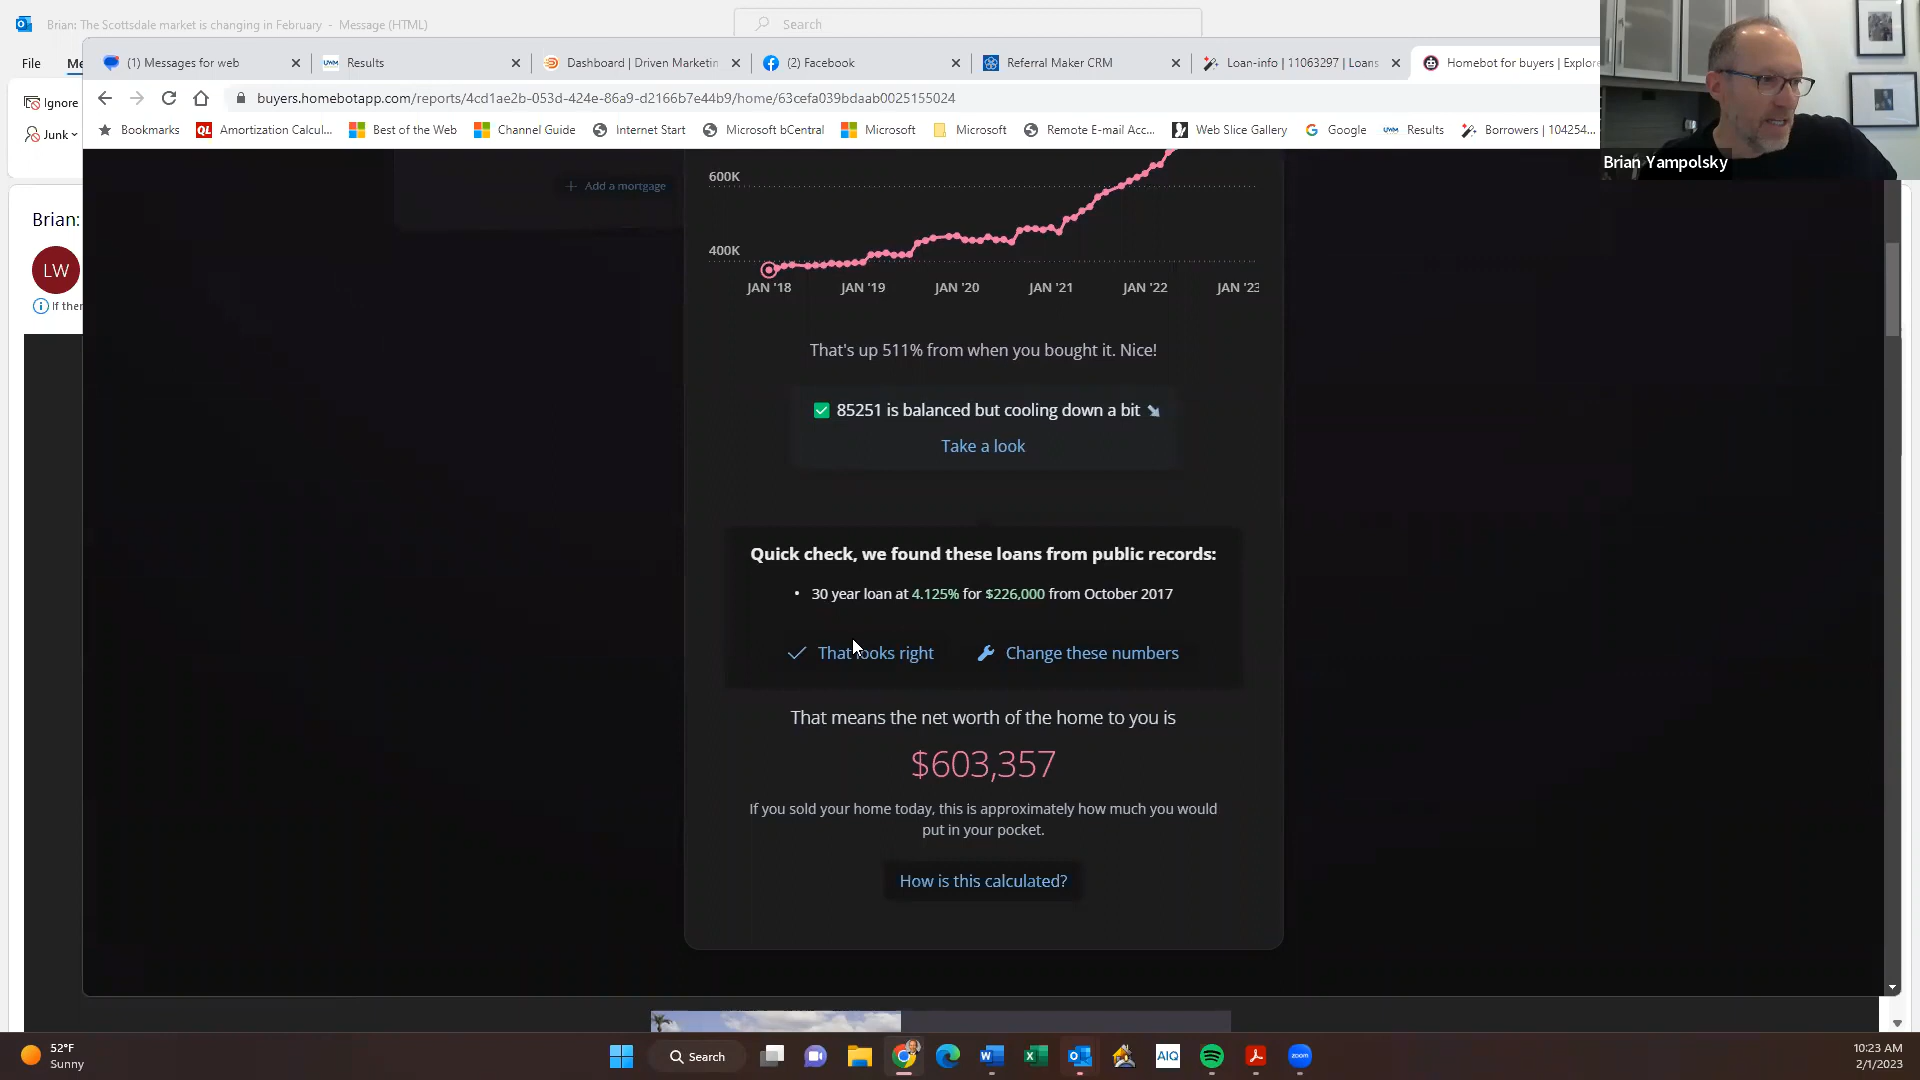 Brian: The Scottsdale market is changing in February - Message (HTML)
Search
File
Me
(1) Messages for web
UWM Results
Dashboard | Driven Marketin
(2) Facebook
Referral Maker CRM
Loan-info | 11063297 | Loans
Homebot for buyers | Explore
Ignore
buyers.homebotapp.com/reports/4cd1ae2b-053d-424e-86a9-d2166b7e44b9/home/63cefa039bdaab0025155024
Junk
Bookmarks
QL Amortization Calcul...
Best of the Web
Channel Guide
Internet Start
Microsoft bCentral
Microsoft
Microsoft
Remote E-mail Acc...
Web Slice Gallery
Google
UWM Results
Borrowers | 104254...
Brian Yampolsky
Brian:
LW
If ther
+ Add a mortgage
600K
400K
JAN '18 JAN '19 JAN '20 JAN '21 JAN '22 JAN '23
That's up 511% from when you bought it. Nice!
85251 is balanced but cooling down a bit
Take a look
Quick check, we found these loans from public records:
• 30 year loan at 4.125% for $226,000 from October 2017
That looks right
Change these numbers
That means the net worth of the home to you is
$603,357
If you sold your home today, this is approximately how much you would
put in your pocket.
How is this calculated?
52°F
Sunny
Search
AIQ
zoom
10:23 AM
2/1/2023